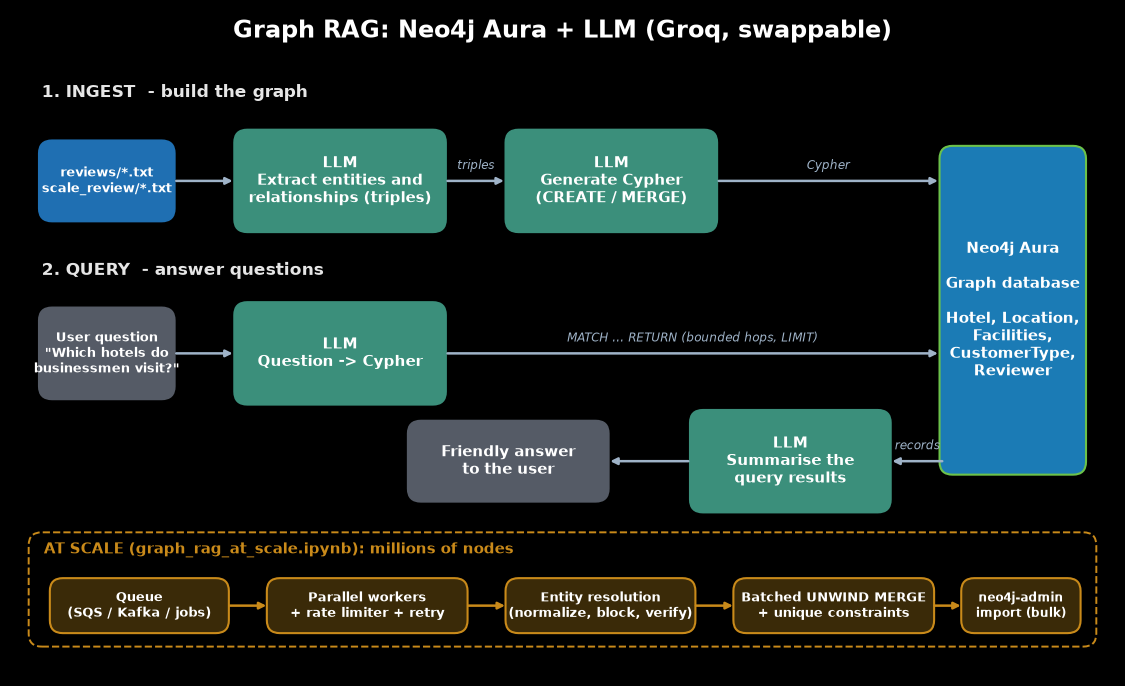 Graph RAG: Neo4j Aura + LLM (Groq, swappable)
1. INGEST  - build the graph
reviews/*.txt
scale_review/*.txt
LLM
Extract entities and
relationships (triples)
triples
LLM
Generate Cypher
(CREATE / MERGE)
Cypher
Neo4j Aura
Graph database
Hotel, Location,
Facilities,
CustomerType,
Reviewer
2. QUERY  - answer questions
User question
"Which hotels do
businessmen visit?"
LLM
Question -> Cypher
MATCH ... RETURN (bounded hops, LIMIT)
records
LLM
Summarise the
query results
Friendly answer
to the user
AT SCALE (graph_rag_at_scale.ipynb): millions of nodes
Queue
(SQS / Kafka / jobs)
Parallel workers
+ rate limiter + retry
Entity resolution
(normalize, block, verify)
Batched UNWIND MERGE
+ unique constraints
neo4j-admin
import (bulk)